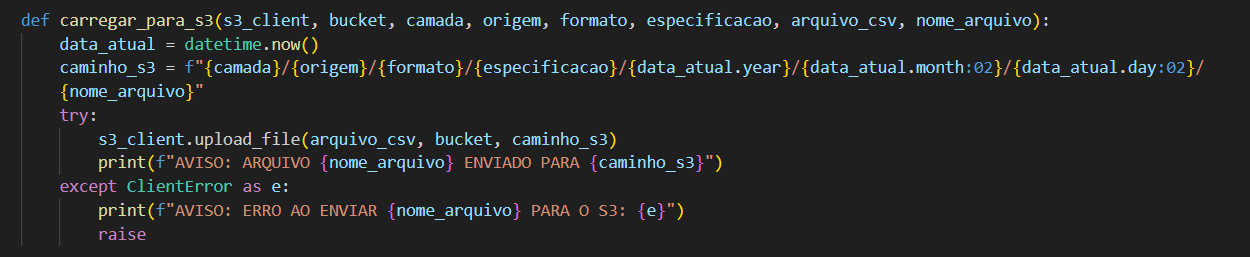 def carregar_para_s3(s3_client, bucket, camada, origem, formato, especificacao, arquivo_csv, nome_arquivo):
    data_atual = datetime.now()
    caminho_s3 = f"{camada}/{origem}/{formato}/{especificacao}/{data_atual.year}/{data_atual.month:02}/{data_atual.day:02}/
    {nome_arquivo}"
    try:
        s3_client.upload_file(arquivo_csv, bucket, caminho_s3)
        print(f"AVISO: ARQUIVO {nome_arquivo} ENVIADO PARA {caminho_s3}")
    except ClientError as e:
        print(f"AVISO: ERRO AO ENVIAR {nome_arquivo} PARA O S3: {e}")
        raise